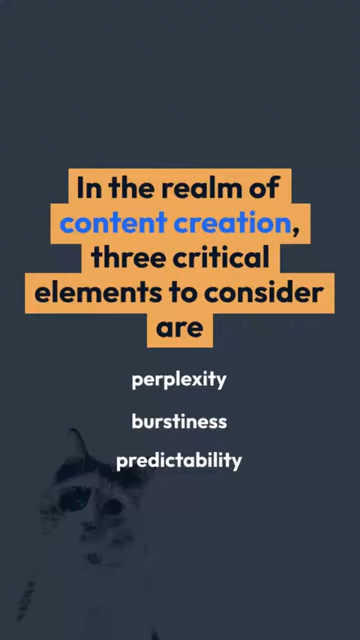 In the realm of
content creation,
three critical
elements to consider
are
perplexity
burstiness
predictability